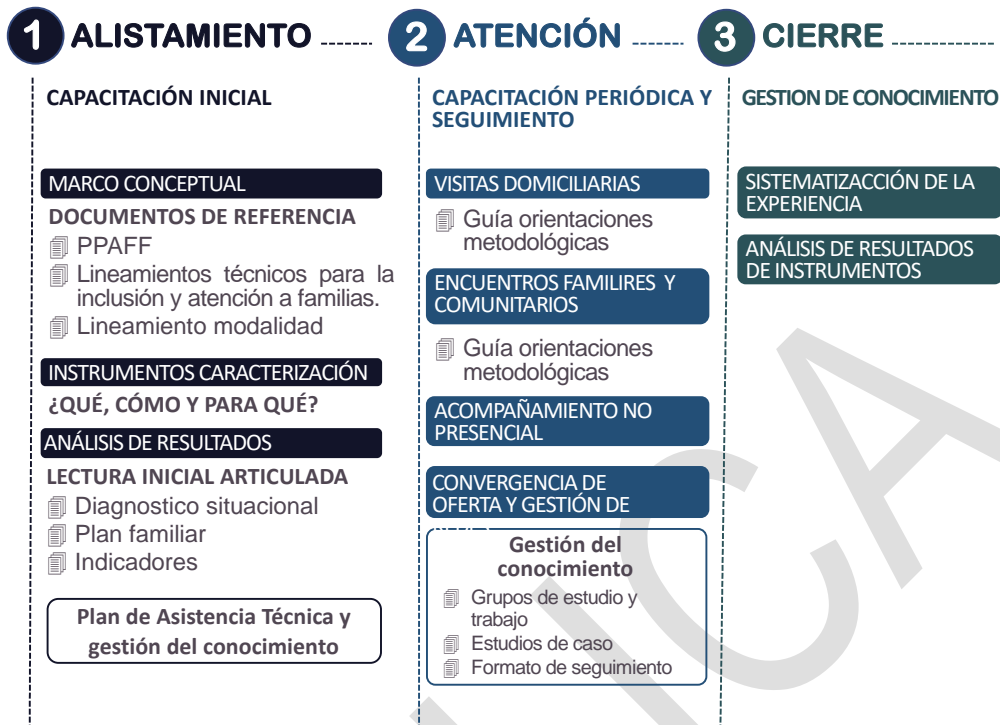 1 ALISTAMIENTO
CAPACITACIÓN INICIAL
MARCO CONCEPTUAL
DOCUMENTOS DE REFERENCIA
PPAFF
Lineamientos técnicos para la
inclusión y atención a familias.
Lineamiento modalidad
INSTRUMENTOS CARACTERIZACIÓN
¿QUÉ, CÓMO Y PARA QUÉ?
ANÁLISIS DE RESULTADOS
LECTURA INICIAL ARTICULADA
Diagnostico situacional
Plan familiar
Indicadores
Plan de Asistencia Técnica y
gestión del conocimiento
2 ATENCIÓN
CAPACITACIÓN PERIÓDICA Y
SEGUIMIENTO
VISITAS DOMICILIARIAS
Guía orientaciones
metodológicas
ENCUENTROS FAMILIRES Y
COMUNITARIOS
Guía orientaciones
metodológicas
ACOMPAÑAMIENTO NO
PRESENCIAL
CONVERGENCIA DE
OFERTA Y GESTIÓN DE
Gestión del
conocimiento
Grupos de estudio y
trabajo
Estudios de caso
Formato de seguimiento
3 CIERRE
GESTION DE CONOCIMIENTO
SISTEMATIZACCIÓN DE LA
EXPERIENCIA
ANÁLISIS DE RESULTADOS
DE INSTRUMENTOS